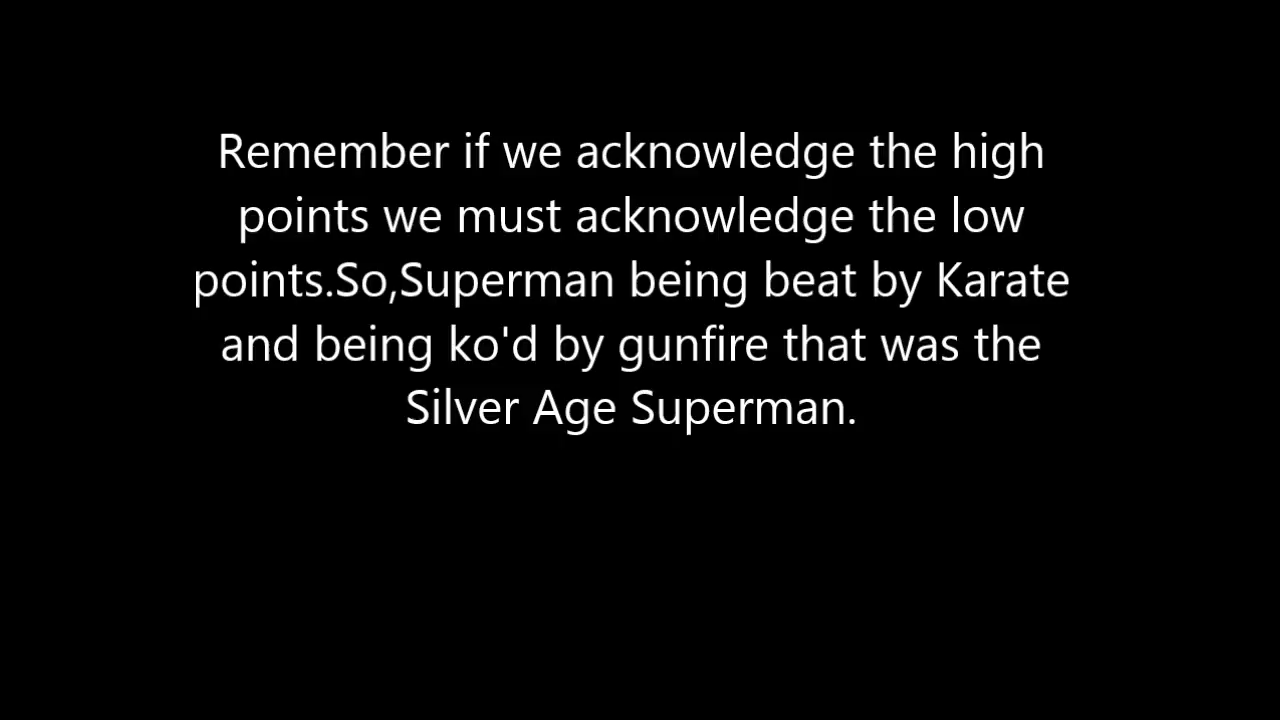 Remember if we acknowledge the high
points we must acknowledge the low
points.So,Superman being beat by Karate
and being ko'd by gunfire that was the
Silver Age Superman.